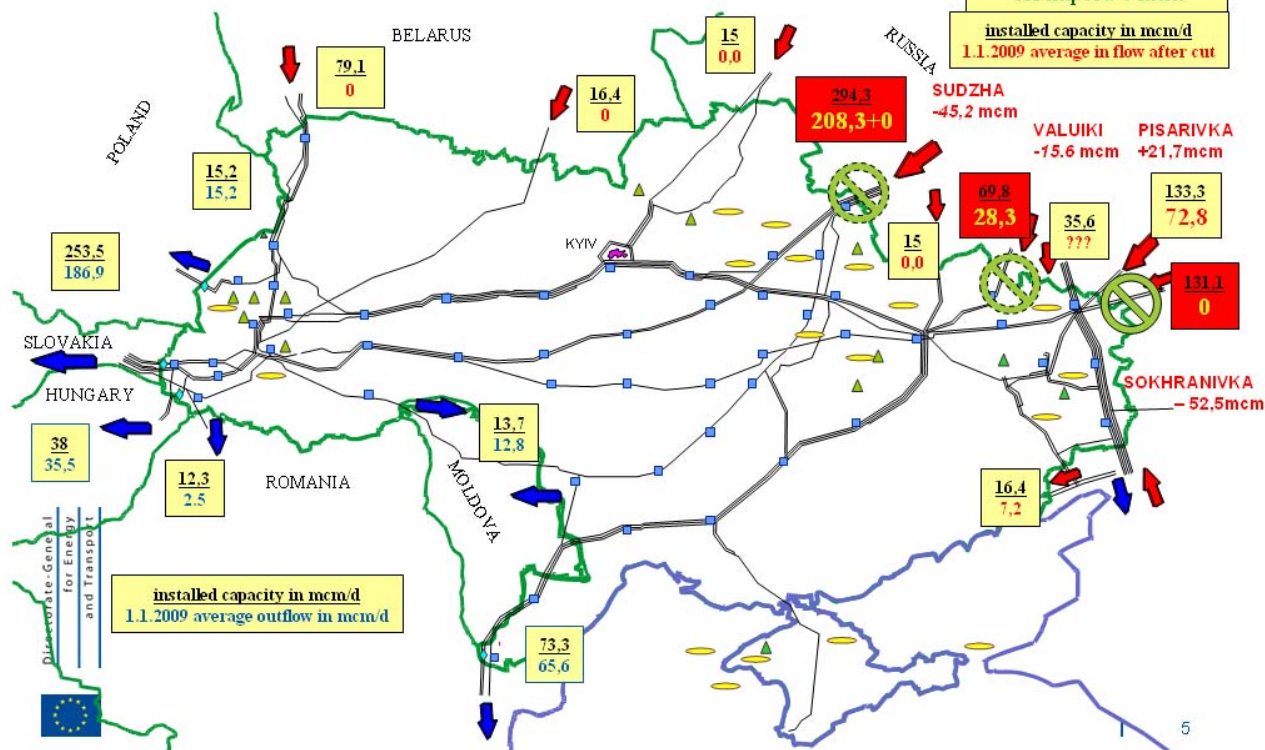 BELARUS
15
0,0
RUSSIA
installed capacity in mcm/d
1.1.2009 average in flow after cut
79,1
0
16,4
0
294,3
208,3+0
SUDZHA
-45,2 mcm
POLAND
VALUIKI
-15.6 mcm
PISARIVKA
+21,7mcm
15,2
15,2
69,8
28,3
35,6
???
133,3
72,8
253,5
186,9
KYIV
15
0,0
131,1
0
SLOVAKIA
HUNGARY
SOKHRANIVKA
– 52,5mcm
38
35,5
12,3
2.5
ROMANIA
13,7
12,8
MOLDOVA
16,4
7,2
Directorate-General
for Energy
and Transport
installed capacity in mcm/d
1.1.2009 average outflow in mcm/d
73,3
65,6
5